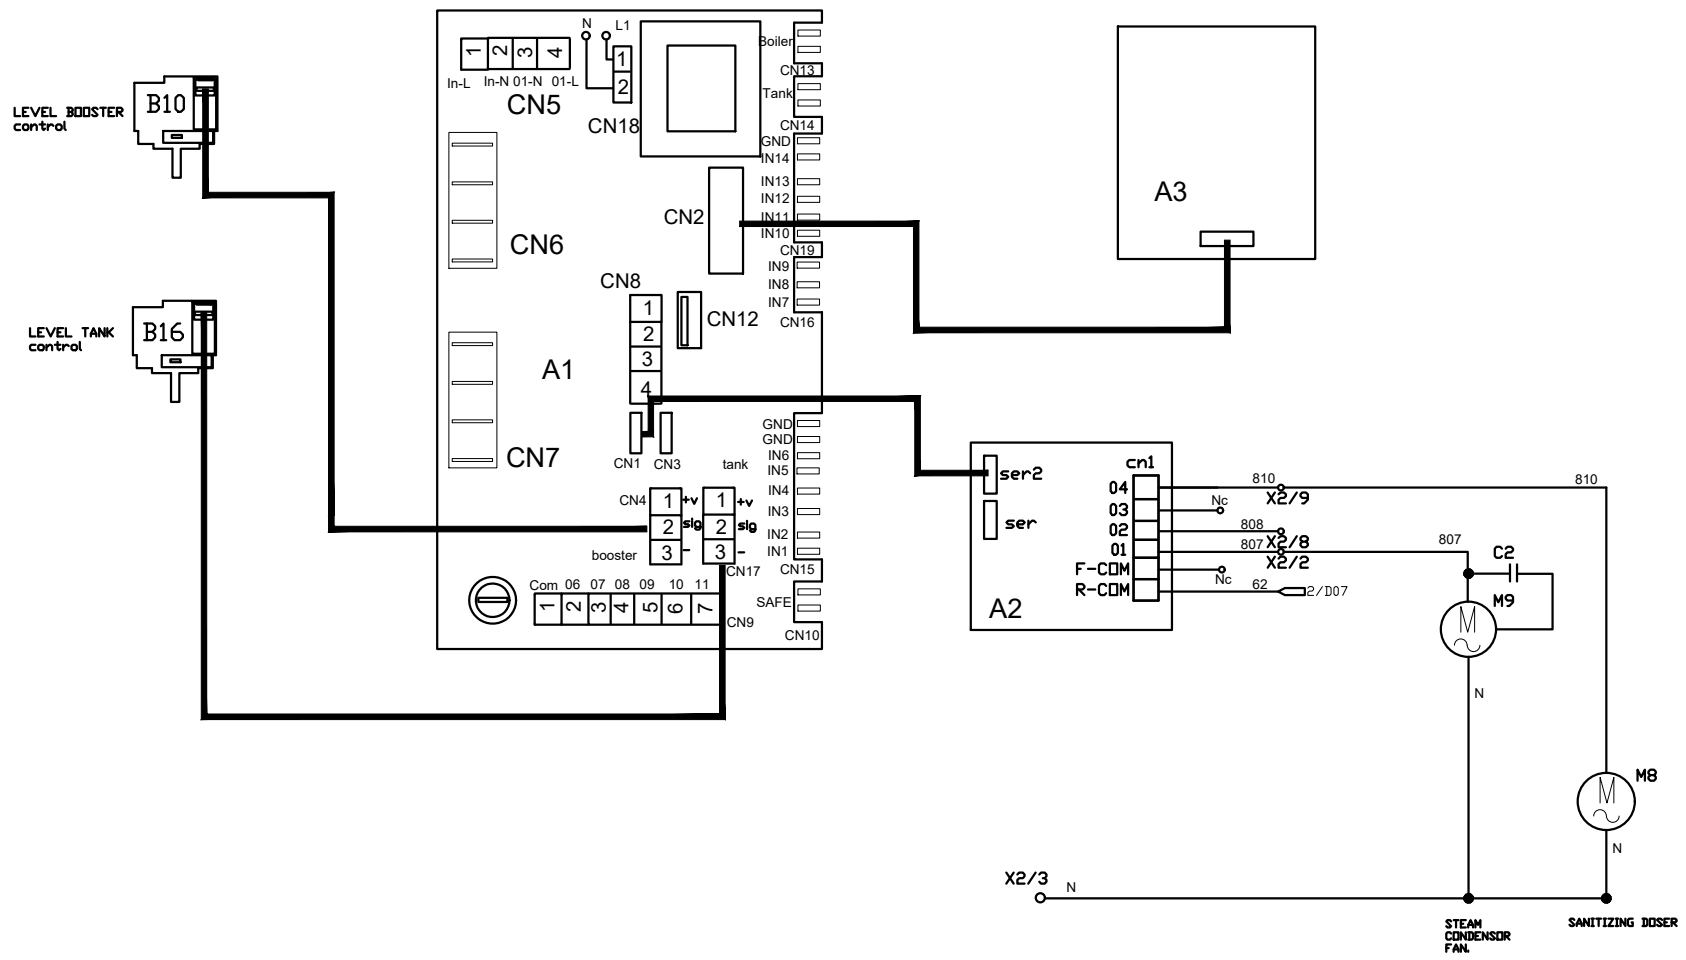 LEVEL BOOSTER
control
B10
LEVEL TANK
control
B16
1
2
3
4
In-L
In-N
01-N
01-L
CN5
N
L1
1
2
CN18
Boiler
CN13
Tank
CN14
GND
IN14
IN13
IN12
IN11
IN10
CN19
IN9
IN8
IN7
CN16
CN2
CN6
CN8
1
2
3
4
CN12
A1
CN7
CN1
CN3
tank
GND
GND
IN6
IN5
IN4
IN3
IN2
IN1
CN15
SAFE
CN10
CN4
1
+v
2
sig
3
-
booster
1
+v
2
sig
3
-
CN17
Com
06
07
08
09
10
11
1
2
3
4
5
6
7
CN9
A3
ser2
ser
A2
cn1
04
03
02
01
F-COM
R-COM
810
X2/9
810
Nc
808
X2/8
807
X2/2
807
Nc
62
2/D07
C2
M9
M
N
M8
M
N
X2/3
N
STEAM
CONDENSOR
FAN.
SANITIZING DOSER